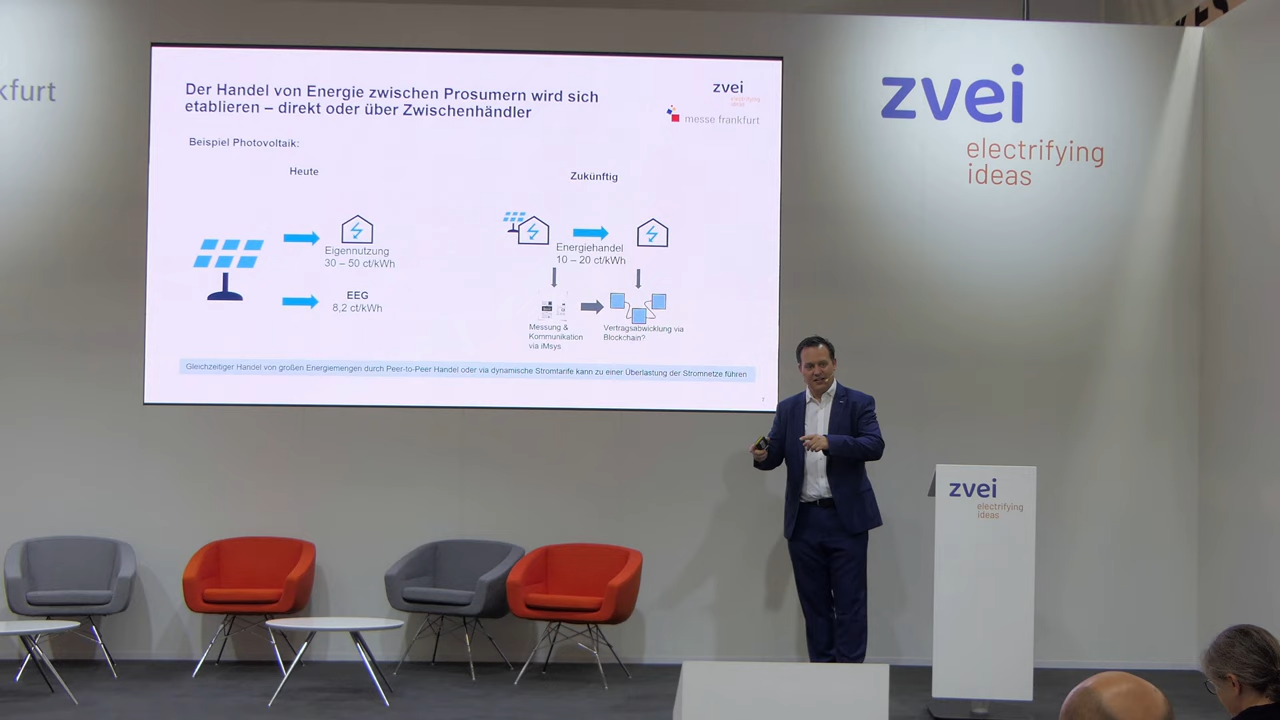 kfurt
Der Handel von Energie zwischen Prosumern wird sich
etablieren – direkt oder über Zwischenhändler
zvei
electrifying
ideas
messe frankfurt
Beispiel Photovoltaik:
Heute
Zukünftig
Eigennutzung
30 – 50 ct/kWh
EEG
8,2 ct/kWh
Energiehandel
10 – 20 ct/kWh
Messung &
Kommunikation
via iMsys
Vertragsabwicklung via
Blockchain?
Gleichzeitiger Handel von großen Energiemengen durch Peer-to-Peer Handel oder via dynamische Stromtarife kann zu einer Überlastung der Stromnetze führen
7
zvei
electrifying
ideas
zvei
electrifying
ideas